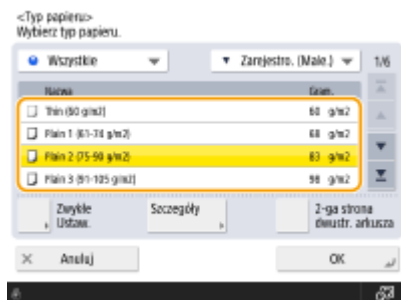 <Typ papieru>
Wybierz typ papieru.
Wszystkie
Zarejestro. (Male.)
1/6
Nazwa Gram.
Thin (60 g/m2) 60 g/m2
Plain 1 (61-74 g/m2) 68 g/m2
Plain 2 (75-90 g/m2) 83 g/m2
Plain 3 (91-105 g/m2) 98 g/m2
Zwykłe Szczegóły 2-ga strona
Ustaw. dwustr. arkusza
Anuluj OK